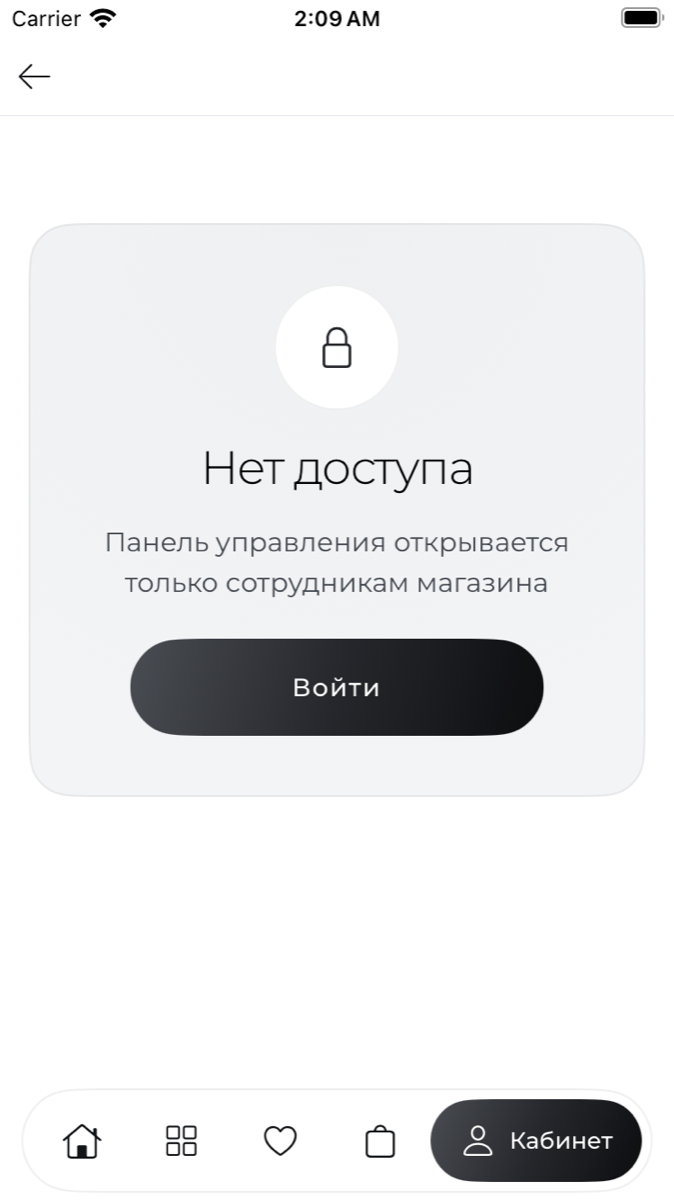 Carrier 2:09 AM
Нет доступа
Панель управления открывается
только сотрудникам магазина
Войти
Кабинет